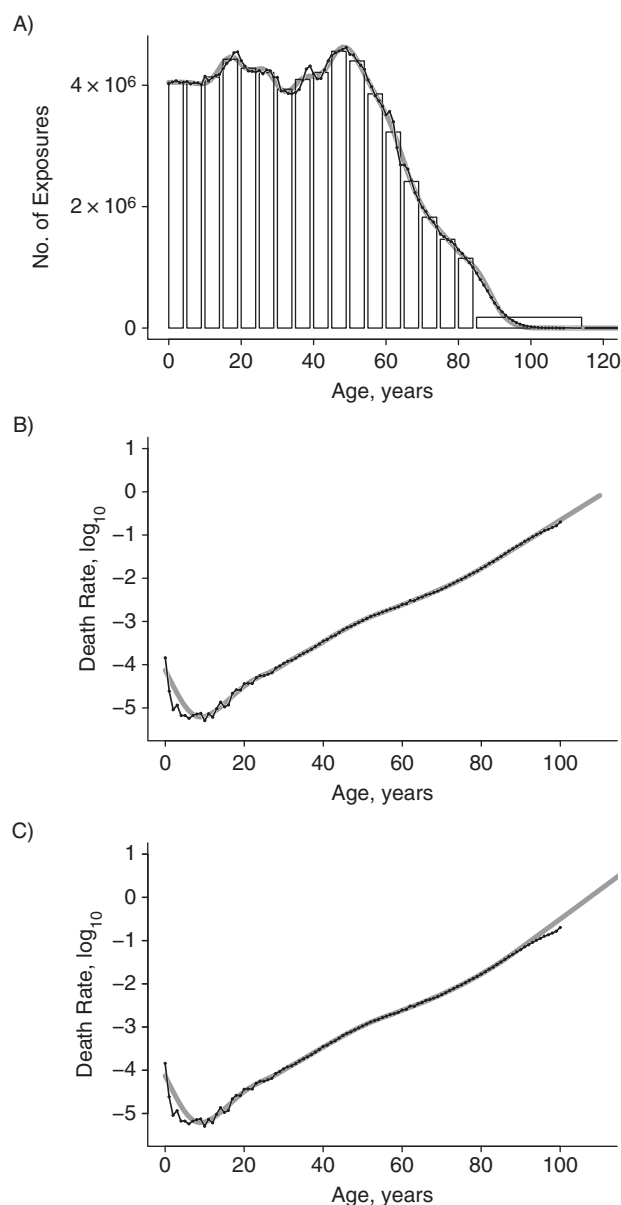 A)
No. of Exposures
4 × 10⁶
2 × 10⁶
0
0 20 40 60 80 100 120
Age, years
B)
Death Rate, log₁₀
1
0
−1
−2
−3
−4
−5
0 20 40 60 80 100
Age, years
C)
Death Rate, log₁₀
1
0
−1
−2
−3
−4
−5
0 20 40 60 80 100
Age, years